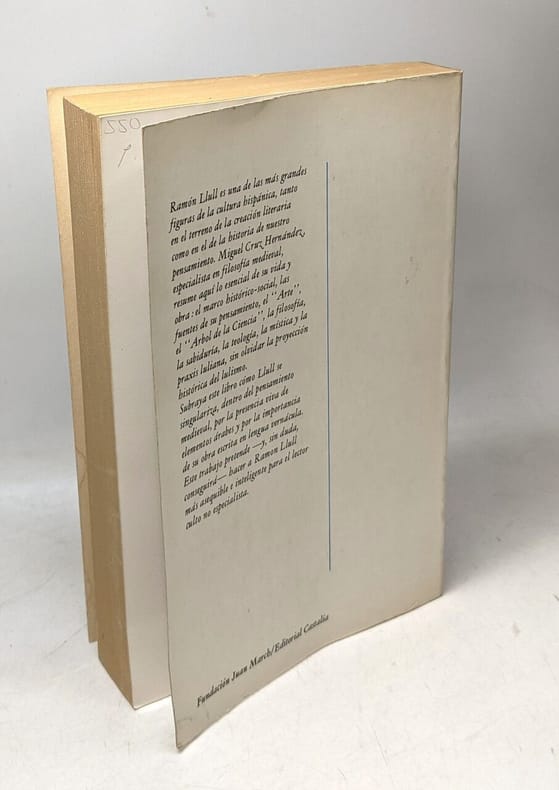 550
Ramón Llull es una de las más grandes
figuras de la cultura hispánica, tanto
en el terreno de la creación literaria
como en el de la historia de nuestro
pensamiento. Miguel Cruz Hernández,
especialista en filosofía medieval,
resume aquí lo esencial de su vida y
obra: el marco histórico-social, las
fuentes de su pensamiento, el "Arte",
el "Árbol de la Ciencia", la filosofía,
la sabiduría, la teología, la mística y la
praxis luliana, sin olvidar la proyección
histórica del lulismo.
Subraya este libro cómo Llull se
singulariza, dentro del pensamiento
medieval, por la presencia viva de
elementos árabes y por la importancia
de su obra escrita en lengua vernácula.
Este trabajo pretende —y, sin duda,
conseguirá— hacer a Ramon Llull
más asequible e inteligente para el lector
culto no especialista.
Fundación Juan March/Editorial Castalia